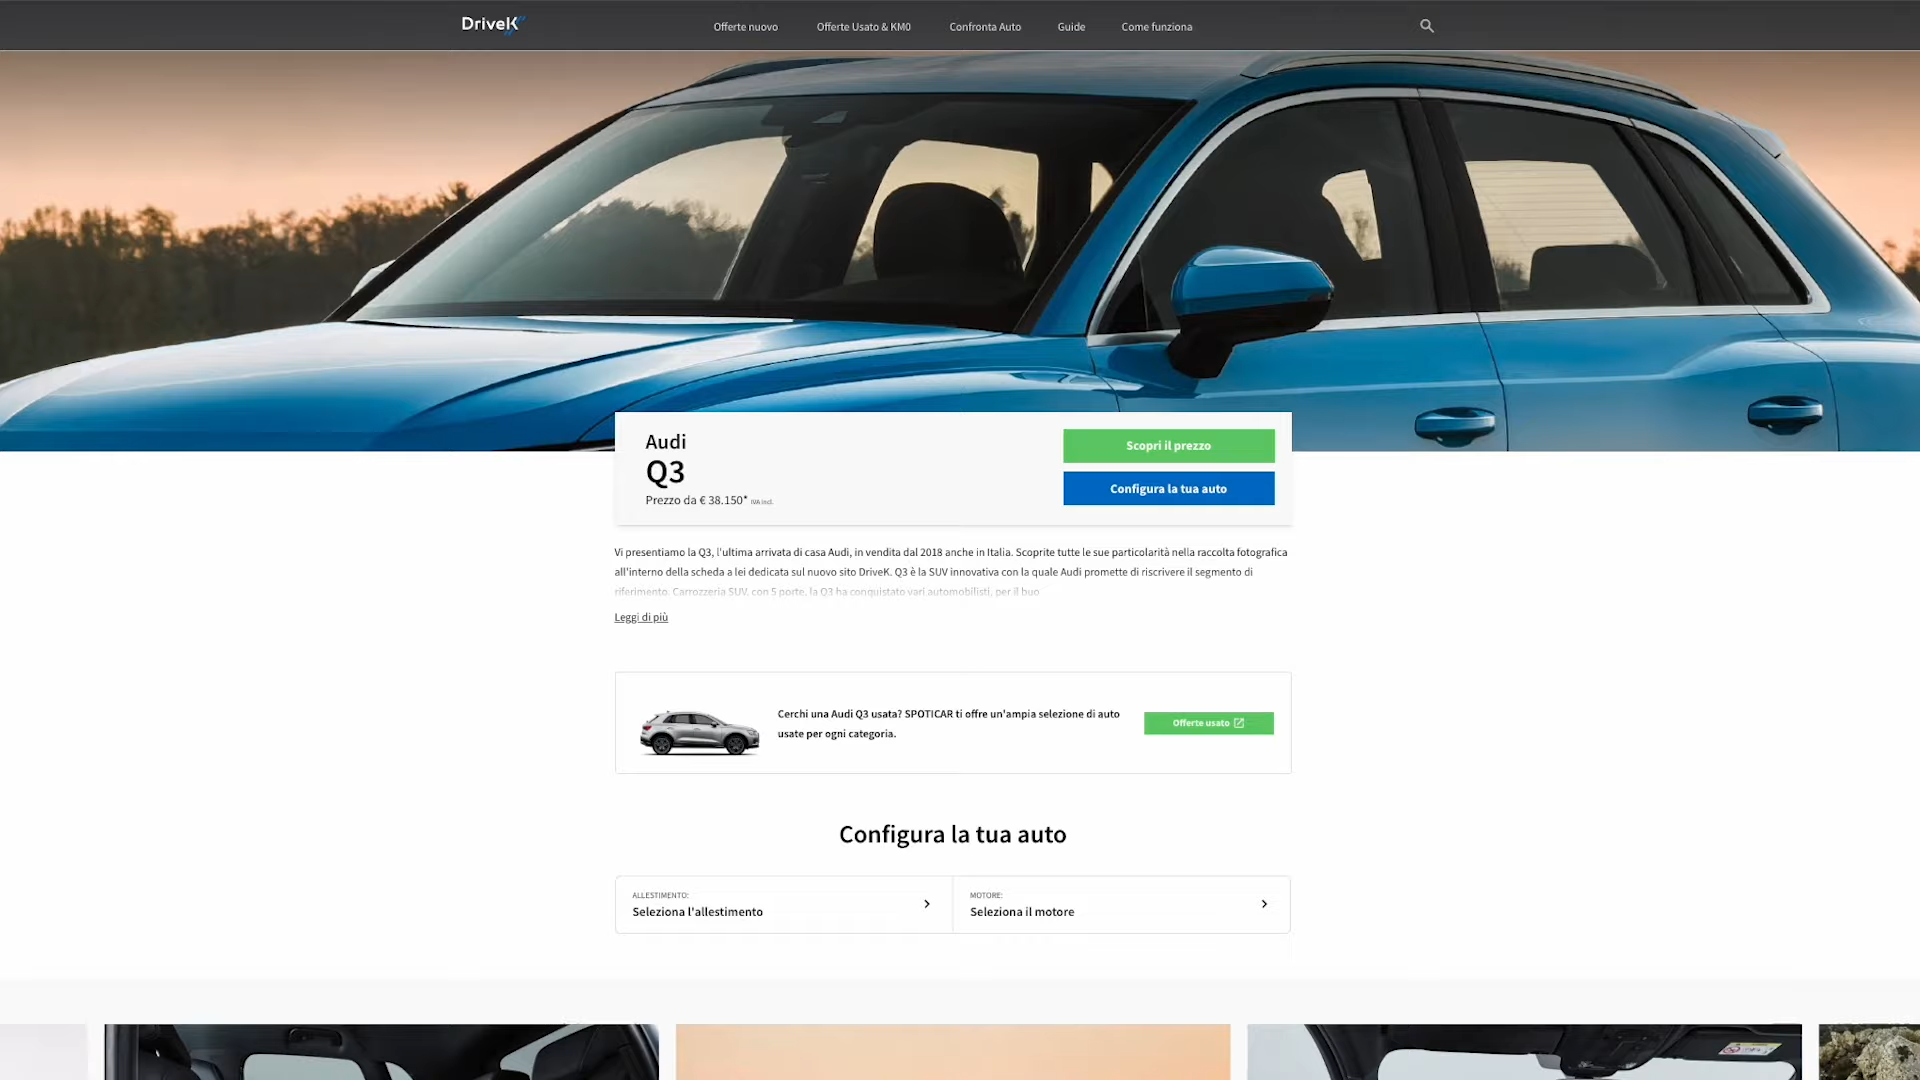 DriveK
Offerte nuovo
Offerte Usato & KM0
Confronta Auto
Guide
Come funziona
Audi
Q3
Prezzo da € 38.150* IVA incl.
Scopri il prezzo
Configura la tua auto
Vi presentiamo la Q3, l'ultima arrivata di casa Audi, in vendita dal 2018 anche in Italia. Scoprite tutte le sue particolarità nella raccolta fotografica
all'interno della scheda a lei dedicata sul nuovo sito DriveK. Q3 è la SUV innovativa con la quale Audi promette di riscrivere il segmento di
riferimento. Carrozzeria SUV, con 5 porte, la Q3 ha conquistato vari automobilisti, per il buo
Leggi di più
Cerchi una Audi Q3 usata? SPOTICAR ti offre un'ampia selezione di auto
usate per ogni categoria.
Offerte usato
Configura la tua auto
ALLESTIMENTO:
Seleziona l'allestimento
MOTORE:
Seleziona il motore